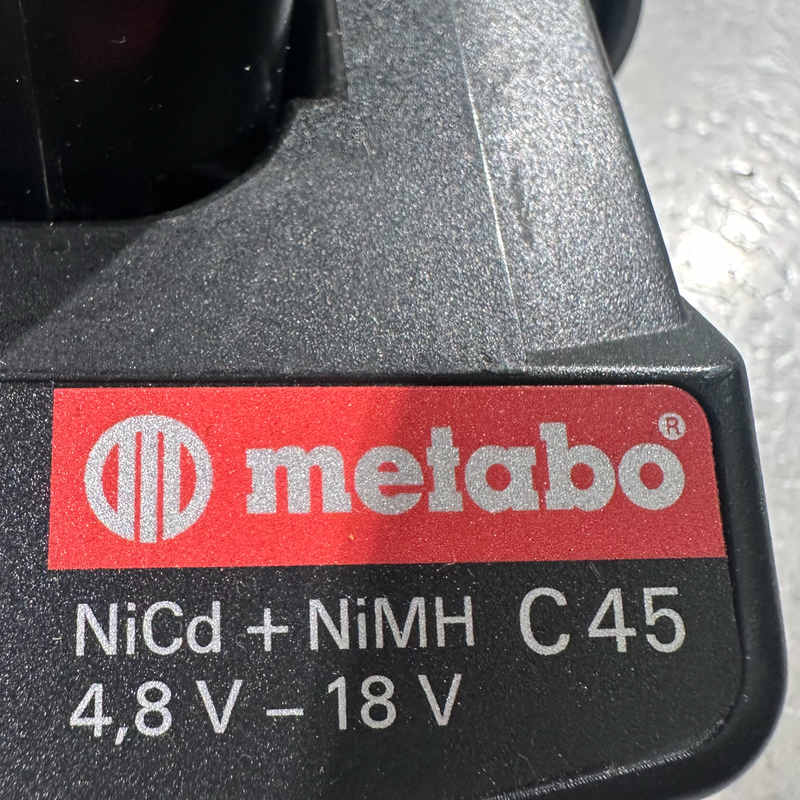 metabo®
NiCd + NiMH C 45
4,8 V – 18 V